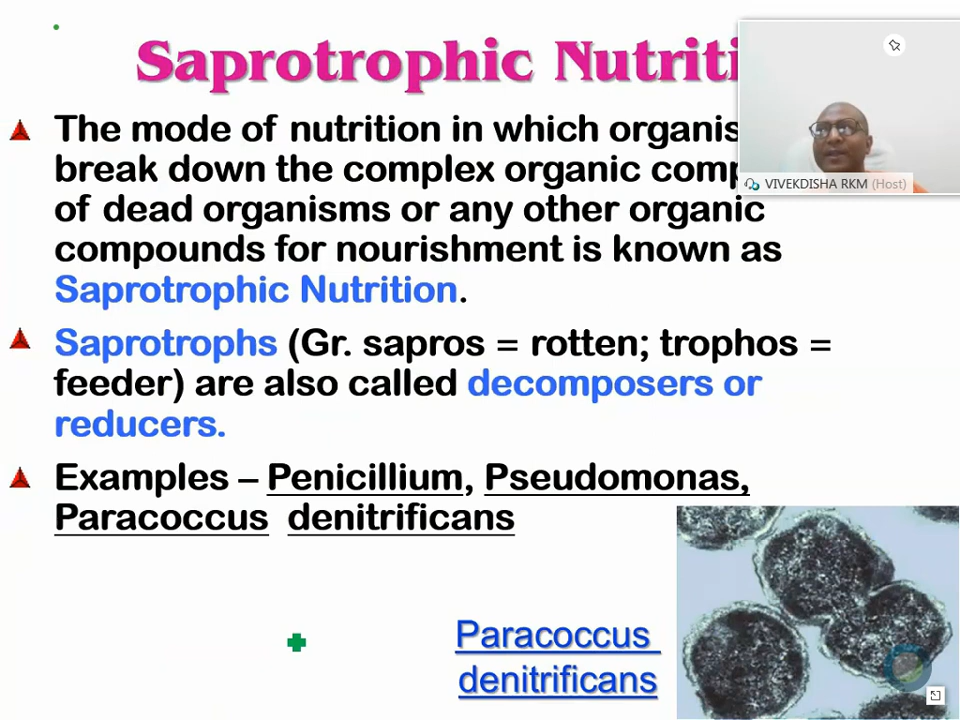 Saprotrophic Nutriti
The mode of nutrition in which organis
break down the complex organic comp
of dead organisms or any other organic
compounds for nourishment is known as
Saprotrophic Nutrition.
Saprotrophs (Gr. sapros = rotten; trophos =
feeder) are also called decomposers or
reducers.
Examples – Penicillium, Pseudomonas,
Paracoccus denitrificans
Paracoccus
denitrificans
VIVEKDISHA RKM (Host)